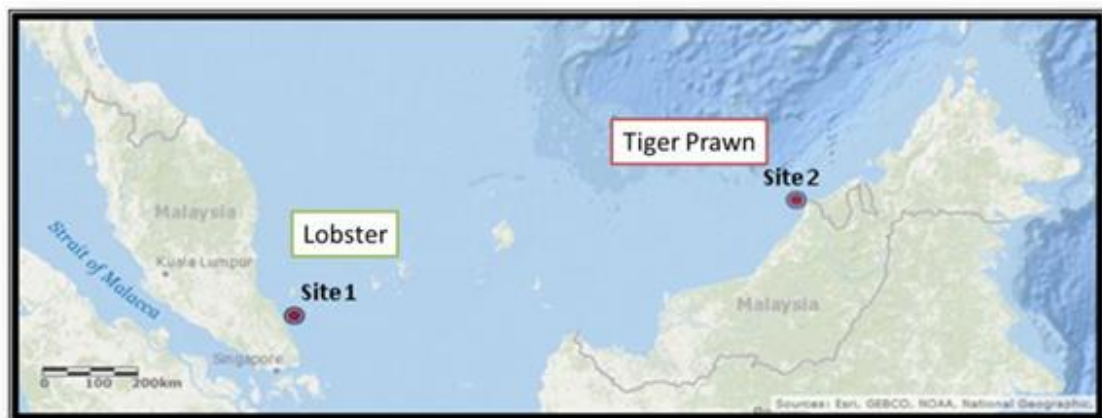 Tiger Prawn
Site 2
Malaysia
Lobster
Strait of Malacca
Kuala Lumpur
Site 1
Malaysia
Singapore
0 100 200km
Sources: Esri, GEBCO, NOAA, National Geographic,